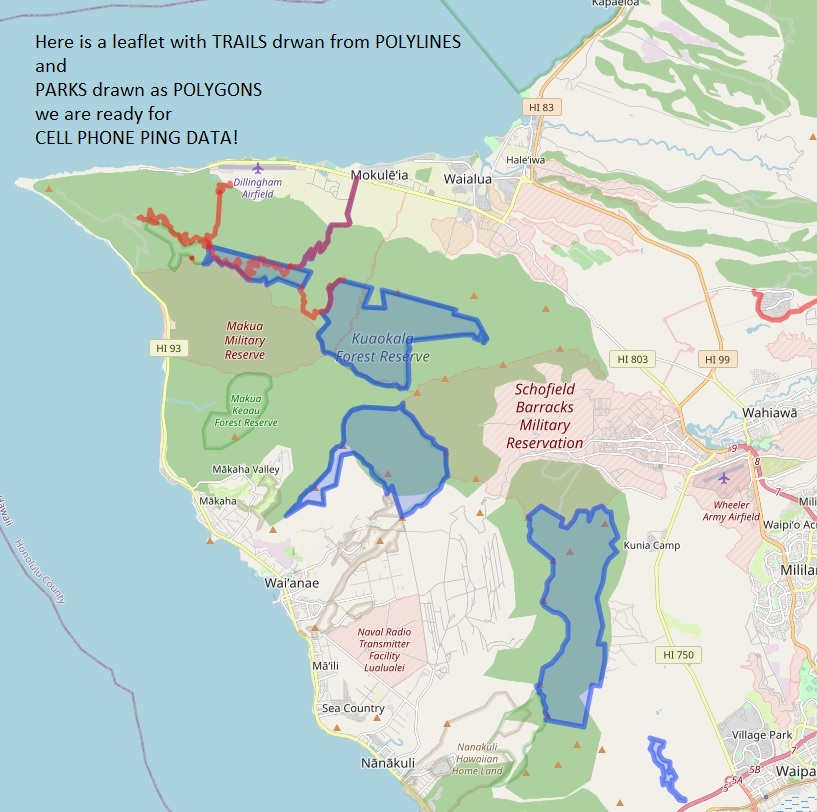 Here is a leaflet with TRAILS drwan from POLYLINES
and
PARKS drawn as POLYGONS
we are ready for
CELL PHONE PING DATA!
Kapaeloa
HI 83
Hale'iwa
Mokulē'ia
Waialua
Dillingham
Airfield
Makua
Military
Reserve
HI 93
Kuaokala
Forest Reserve
HI 803
HI 99
Makua
Keaau
Forest Reserve
Schofield
Barracks
Military
Reservation
Wahiawā
9
8
7
Mākaha Valley
Mākaha
Wheeler
Army Airfield
Mili
Waipi'o Acr
Kunia Camp
Mililan
Hawaii
Honolulu County
Wai'anae
Naval Radio
Transmitter
Facility
Lualualei
Mā'ili
HI 750
Sea Country
Village Park
Nanakuli
Hawaiian
Home Land
Nānākuli
7
5B
5A
Waipa